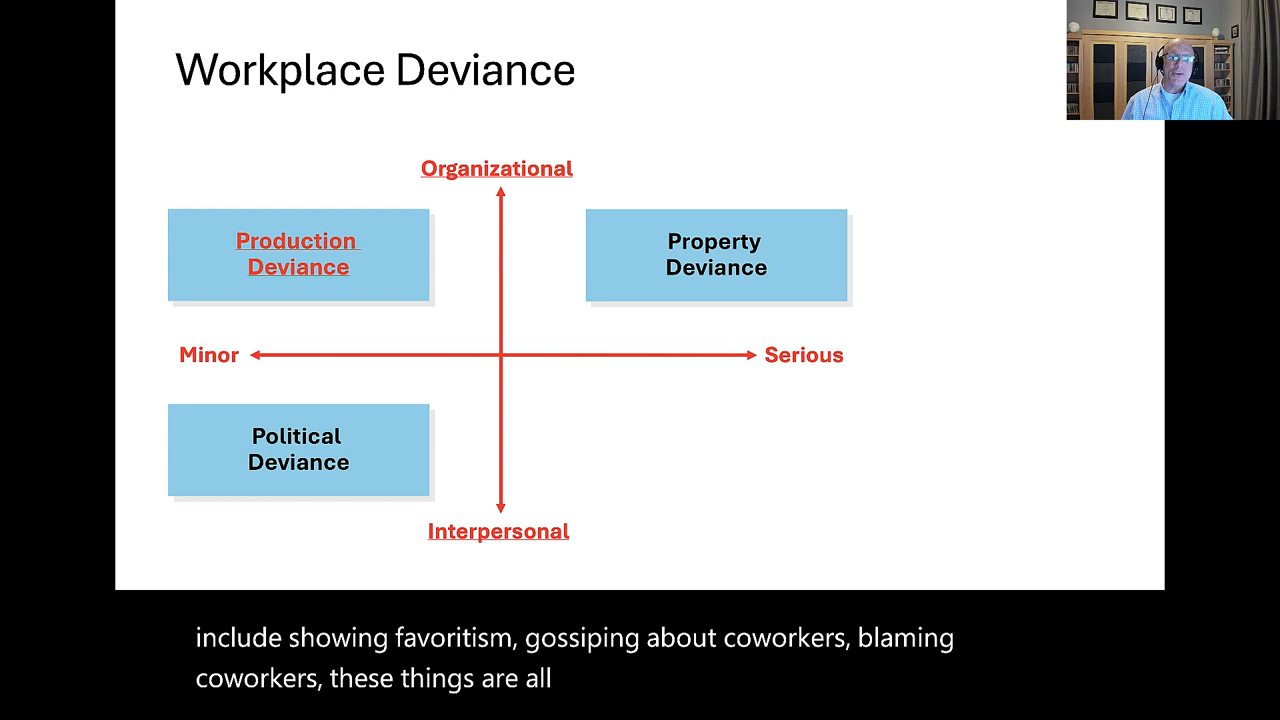 Workplace Deviance
Organizational
Production
Deviance
Property
Deviance
Minor
Serious
Political
Deviance
Interpersonal
include showing favoritism, gossiping about coworkers, blaming
coworkers, these things are all